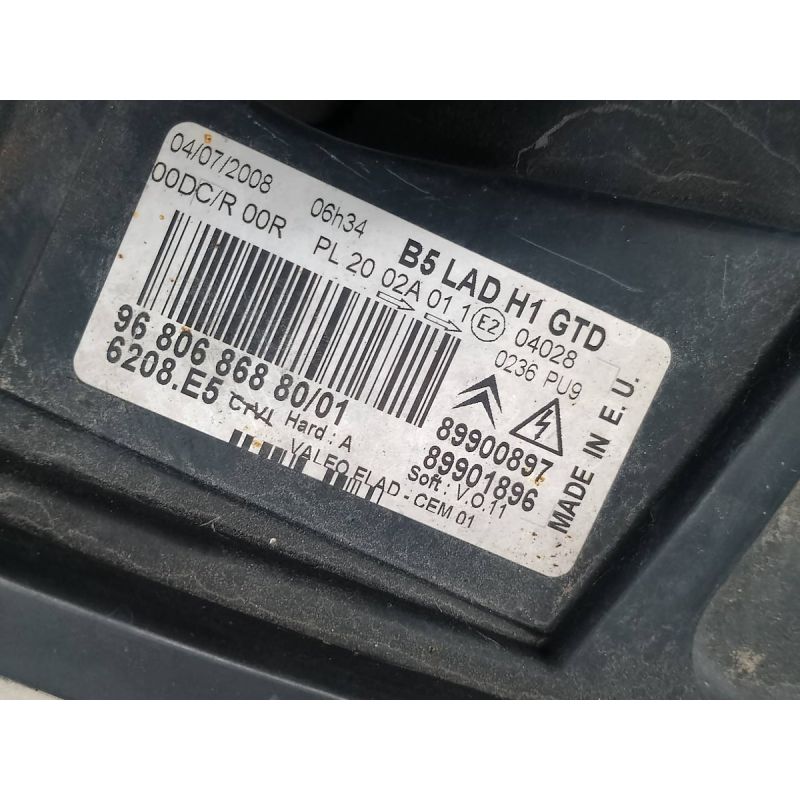 04/07/2008 06h34 B5 LAD H1 GTD
00DC/R 00R PL 20 02A 01 1 E2 04028
0236 PU9
96 806 868 80/01
6208.E5 Hard : A
89900897
89901896
Soft : V.0.11
VALEO ELAD - CEM 01
MADE IN E.U.